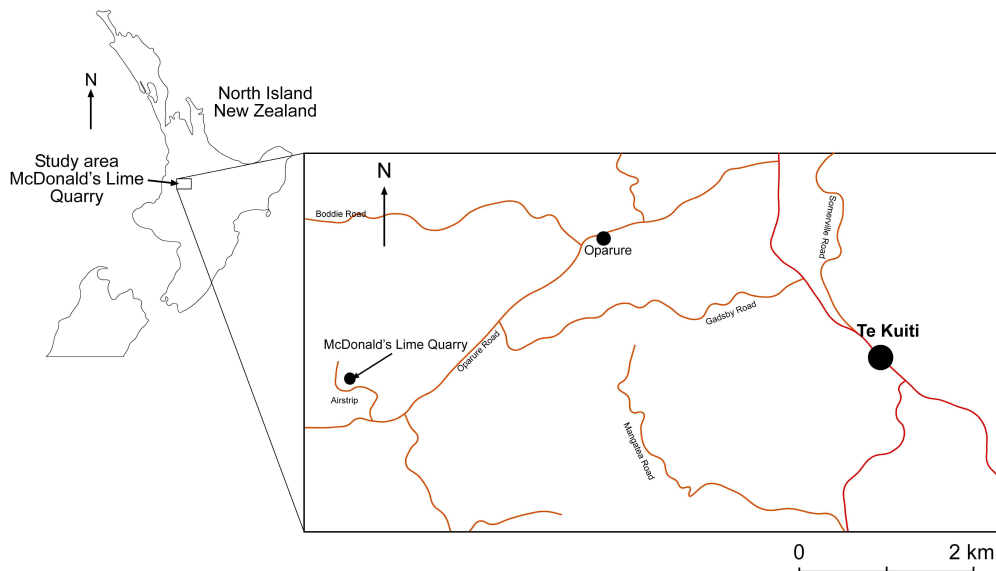 N
North Island
New Zealand
Study area
McDonald's Lime
Quarry
N
Boddie Road
Oparure
Somerville Road
Gadsby Road
Te Kuiti
McDonald's Lime Quarry
Oparure Road
Airstrip
Mangatea Road
0
2 km